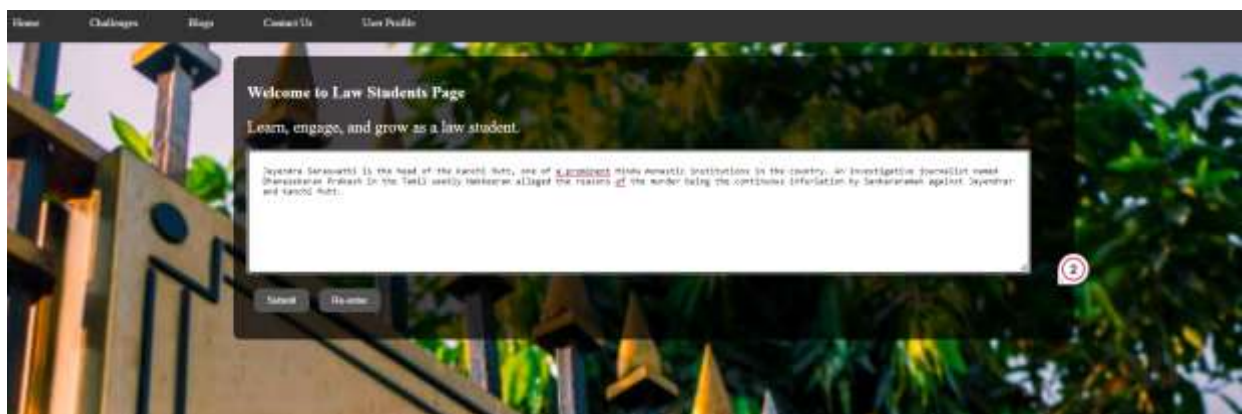 Home Challenges Blogs Contact Us User Profile
Welcome to Law Students Page
Learn, engage, and grow as a law student.
Jayendra Saraswathi is the head of the Kanchi Mutt, one of a prominent Hindu monastic institutions in the country. An investigative journalist named
Dhanasekaran Prakash in the Tamil weekly Nakkeeran alleged the reasons of the murder being the continuous by Sankararaman against Jayendrar
and Kanchi Mutt.
2
Submit Re-enter